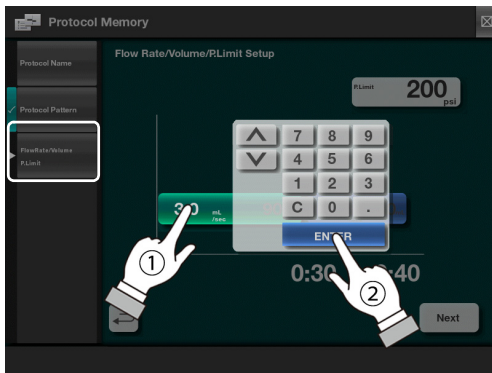 Protocol Memory
Protocol Name
Flow Rate/Volume/P.Limit Setup
P.Limit 200 psi
Protocol Pattern
FlowRate/Volume
P.Limit
7 8 9
4 5 6
1 2 3
C 0 .
3.0 mL/sec
ENTER
①
0:30
:40
②
Next